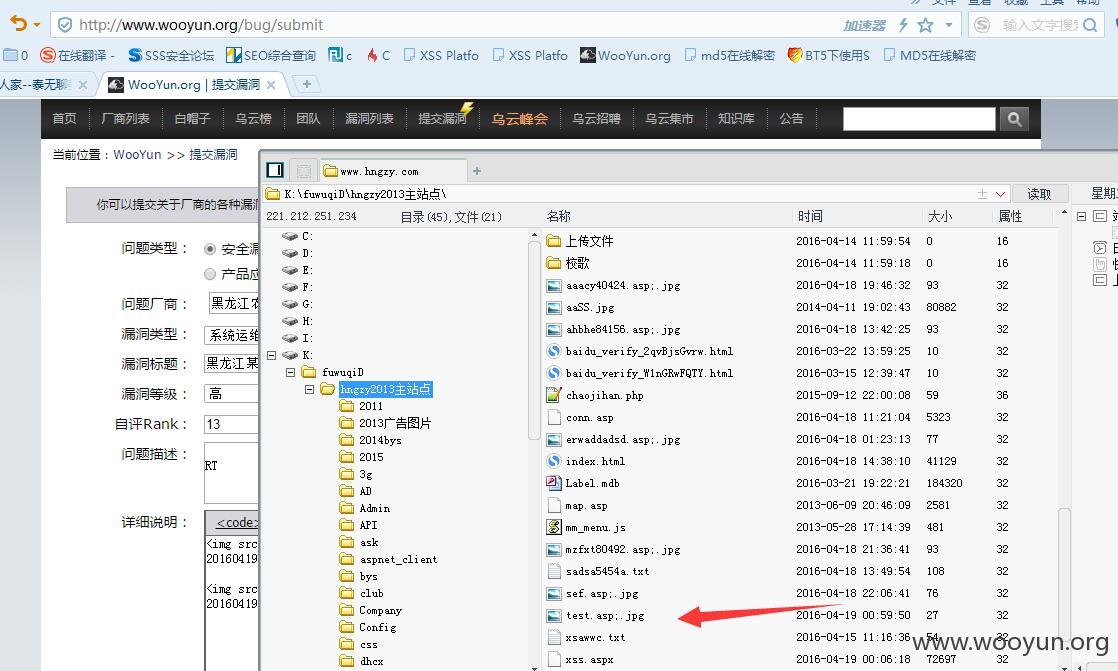 文件 查看 收藏 工具 帮助
http://www.wooyun.org/bug/submit
加速器
输入文字搜
0 在线翻译 SSS安全论坛 SEO综合查询 c C XSS Platfo XSS Platfo WooYun.org md5在线解密 BT5下使用S MD5在线解密
人家--泰无聊 WooYun.org | 提交漏洞
首页 厂商列表 白帽子 乌云榜 团队 漏洞列表 提交漏洞 乌云峰会 乌云招聘 乌云集市 知识库 公告
当前位置：WooYun >> 提交漏洞
你可以提交关于厂商的各种漏
问题类型：
安全漏
产品应
问题厂商：
黑龙江农
漏洞类型：
系统运维
漏洞标题：
黑龙江某
漏洞等级：
高
自评Rank：
13
问题描述：
RT
详细说明：
<code>
<img src
20160419
<img src
20160419
www.hngzy.com
K:\fuwuqiD\hngzy2013主站点\
读取
星期
221.212.251.234 目录(45),文件(21)
C:
D:
E:
F:
G:
H:
I:
K:
fuwuqiD
hngzy2013主站点
2011
2013广告图片
2014bys
2015
3g
AD
Admin
API
ask
aspnet_client
bys
club
Company
Config
css
dhcx
名称 时间 大小 属性
上传文件 2016-04-14 11:59:54 0 16
校歌 2016-04-14 11:59:18 0 16
aaacy40424.asp;.jpg 2016-04-18 19:46:32 93 32
aaSS.jpg 2014-04-11 19:02:43 80882 32
ahbhe84156.asp;.jpg 2016-04-18 13:42:25 93 32
baidu_verify_2qvBjsGvrw.html 2016-03-22 13:59:25 10 32
baidu_verify_W1nGRwFQTY.html 2016-03-15 12:39:47 10 32
chaojihan.php 2015-09-12 22:00:08 59 36
conn.asp 2016-04-18 11:21:04 5323 32
erwaddadsd.asp;.jpg 2016-04-18 01:23:13 77 32
index.html 2016-04-18 14:38:10 41129 32
Label.mdb 2016-03-21 19:22:21 184320 32
map.asp 2013-06-09 20:46:09 2581 32
mm_menu.js 2013-05-28 17:14:39 481 32
mzfxt80492.asp;.jpg 2016-04-18 21:36:41 93 32
sadsa5454a.txt 2016-04-18 13:49:54 108 32
sef.asp;.jpg 2016-04-18 22:06:41 76 32
test.asp;.jpg 2016-04-19 00:59:50 27 32
xsawwc.txt 2016-04-15 11:16:36 54 32
xss.aspx 2016-04-19 00:06:18 72697 32
www.wooyun.org